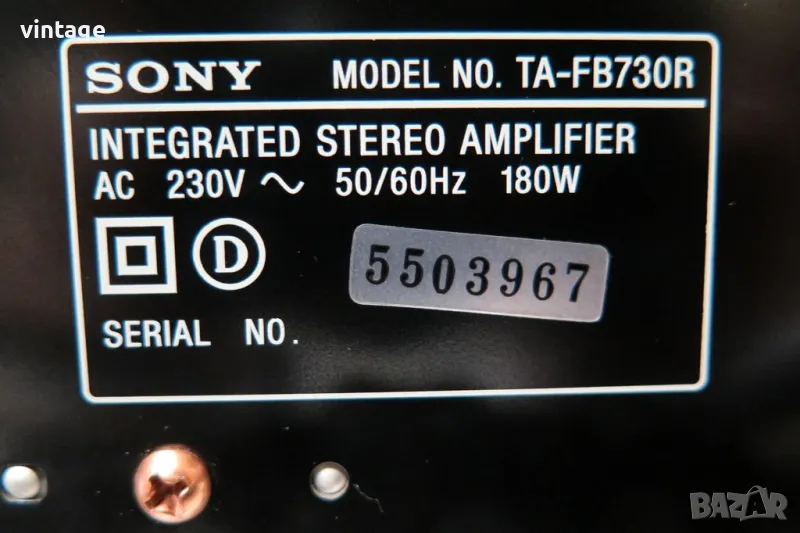 vintage
SONY MODEL NO. TA-FB730R
INTEGRATED STEREO AMPLIFIER
AC 230V ~ 50/60Hz 180W
D
5503967
SERIAL NO.
BAZAR